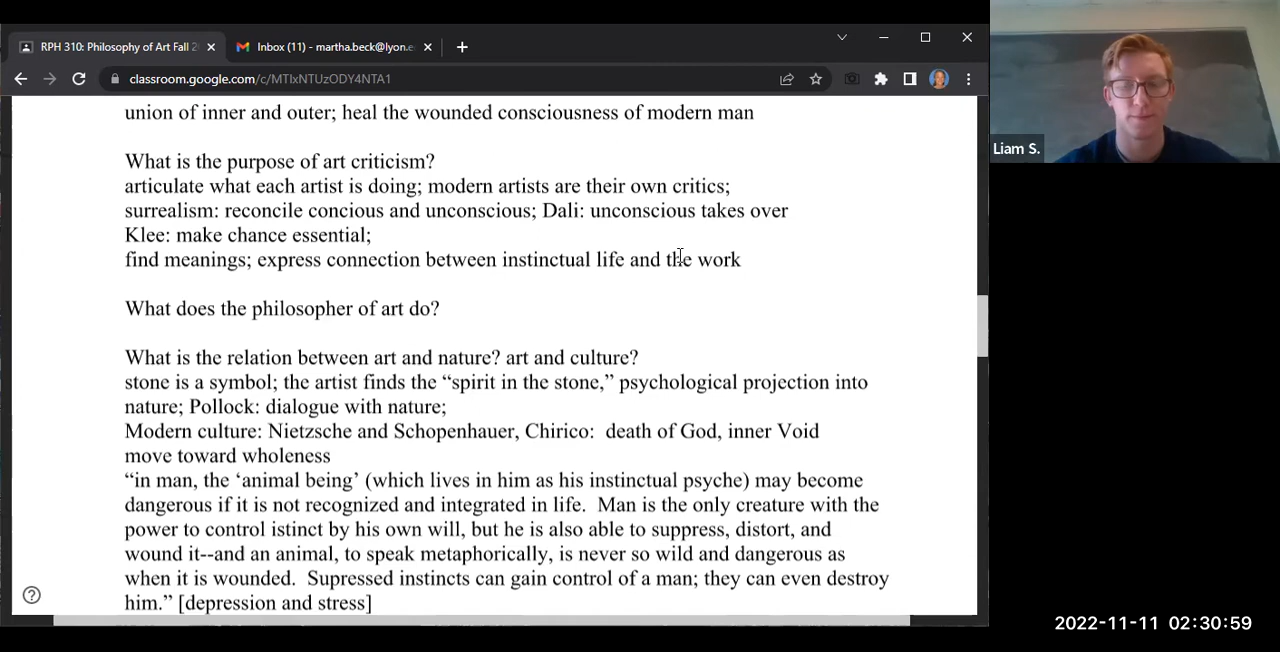 RPH 310: Philosophy of Art Fall 2
Inbox (11) - martha.beck@lyon.e
classroom.google.com/c/MTIxNTUzODY4NTA1
union of inner and outer; heal the wounded consciousness of modern man
What is the purpose of art criticism?
articulate what each artist is doing; modern artists are their own critics;
surrealism: reconcile concious and unconscious; Dali: unconscious takes over
Klee: make chance essential;
find meanings; express connection between instinctual life and the work
What does the philosopher of art do?
What is the relation between art and nature? art and culture?
stone is a symbol; the artist finds the “spirit in the stone,” psychological projection into
nature; Pollock: dialogue with nature;
Modern culture: Nietzsche and Schopenhauer, Chirico:  death of God, inner Void
move toward wholeness
“in man, the ‘animal being’ (which lives in him as his instinctual psyche) may become
dangerous if it is not recognized and integrated in life.  Man is the only creature with the
power to control istinct by his own will, but he is also able to suppress, distort, and
wound it--and an animal, to speak metaphorically, is never so wild and dangerous as
when it is wounded.  Supressed instincts can gain control of a man; they can even destroy
him.” [depression and stress]
Liam S.
2022-11-11 02:30:59